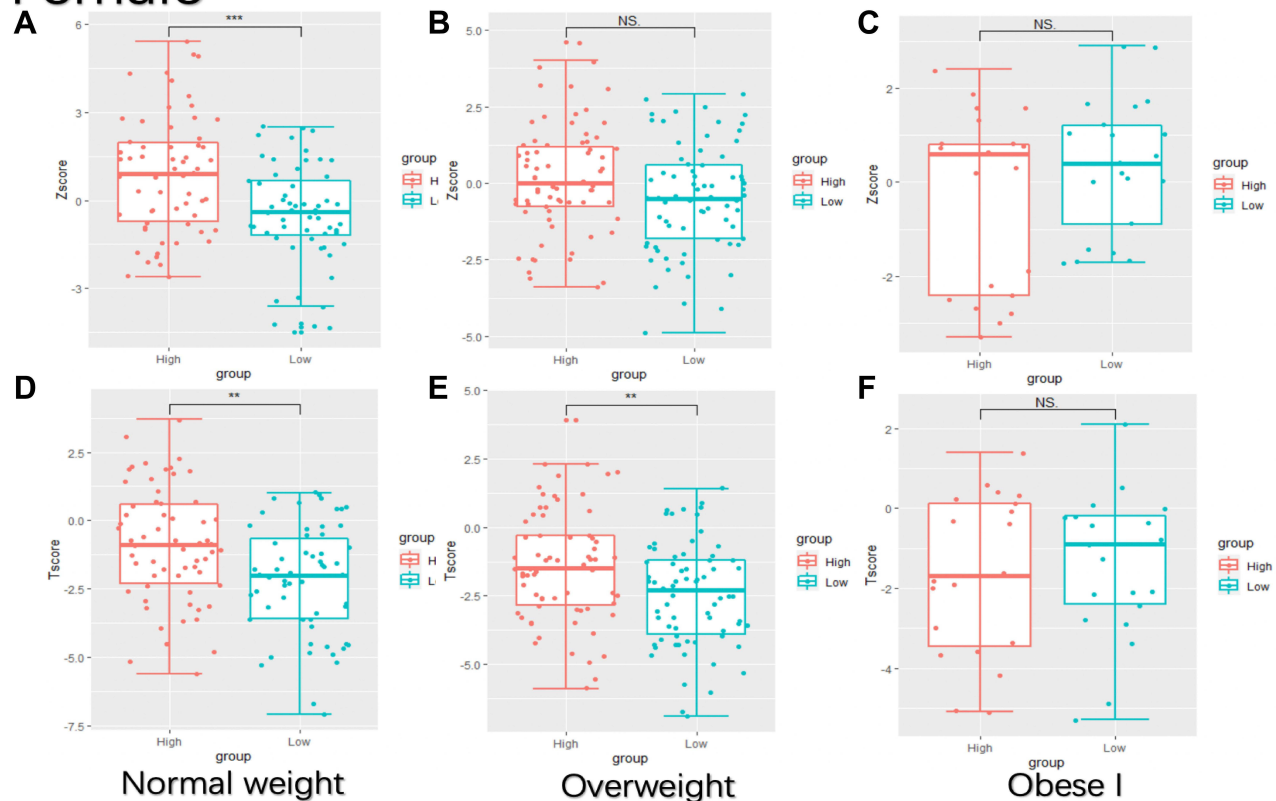 A
***
6
3
0
-3
Zscore
High
Low
group
group
H
L
B
NS.
5.0
2.5
0.0
-2.5
-5.0
Zscore
High
Low
group
group
High
Low
C
NS.
2
0
-2
Zscore
High
Low
group
group
High
Low
D
**
2.5
0.0
-2.5
-5.0
-7.5
Tscore
High
Low
group
group
H
L
Normal weight
E
**
5.0
2.5
0.0
-2.5
-5.0
Tscore
High
Low
group
group
High
Low
Overweight
F
NS.
2
0
-2
-4
Tscore
High
Low
group
group
High
Low
Obese I